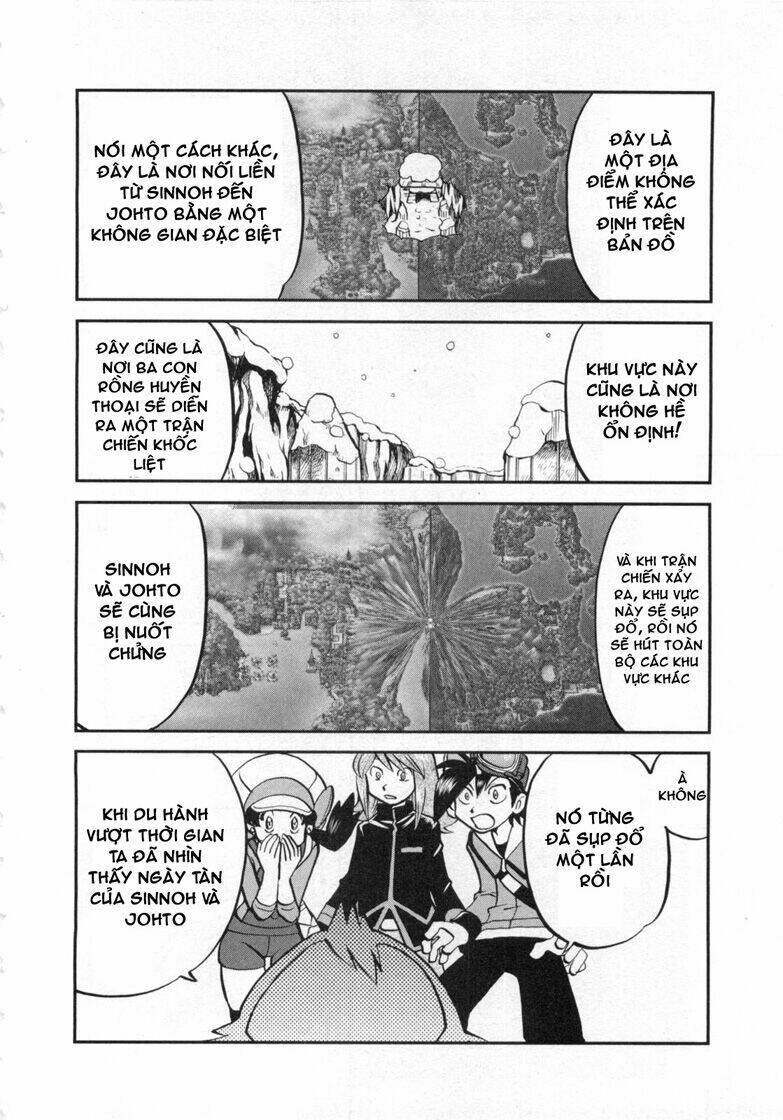 ĐÂY LÀ
MỘT ĐỊA
ĐIỂM KHÔNG
THỂ XÁC
ĐỊNH TRÊN
BẢN ĐỒ
NÓI MỘT CÁCH KHÁC,
ĐÂY LÀ NƠI NỐI LIỀN
TỪ SINNOH ĐẾN
JOHTO BẰNG MỘT
KHÔNG GIAN ĐẶC BIỆT
KHU VỰC NÀY
CŨNG LÀ NƠI
KHÔNG HỀ
ỔN ĐỊNH!
ĐÂY CŨNG LÀ
NƠI BA CON
RỒNG HUYỀN
THOẠI SẼ DIỄN
RA MỘT TRẬN
CHIẾN KHỐC
LIỆT
VÀ KHI TRẬN
CHIẾN XẨY
RA, KHU VỰC
NÀY SẼ SỤP
ĐỔ, RỒI NÓ
SẼ HÚT TOÀN
BỘ CÁC KHU
VỰC KHÁC
SINNOH
VÀ JOHTO
SẼ CÙNG
BỊ NUỐT
CHỬNG
À
KHÔNG
NÓ TỪNG
ĐÃ SỤP ĐỔ
MỘT LẦN
RỒI
KHI DU HÀNH
VƯỢT THỜI GIAN
TA ĐÃ NHÌN
THẤY NGÀY TÀN
CỦA SINNOH VÀ
JOHTO